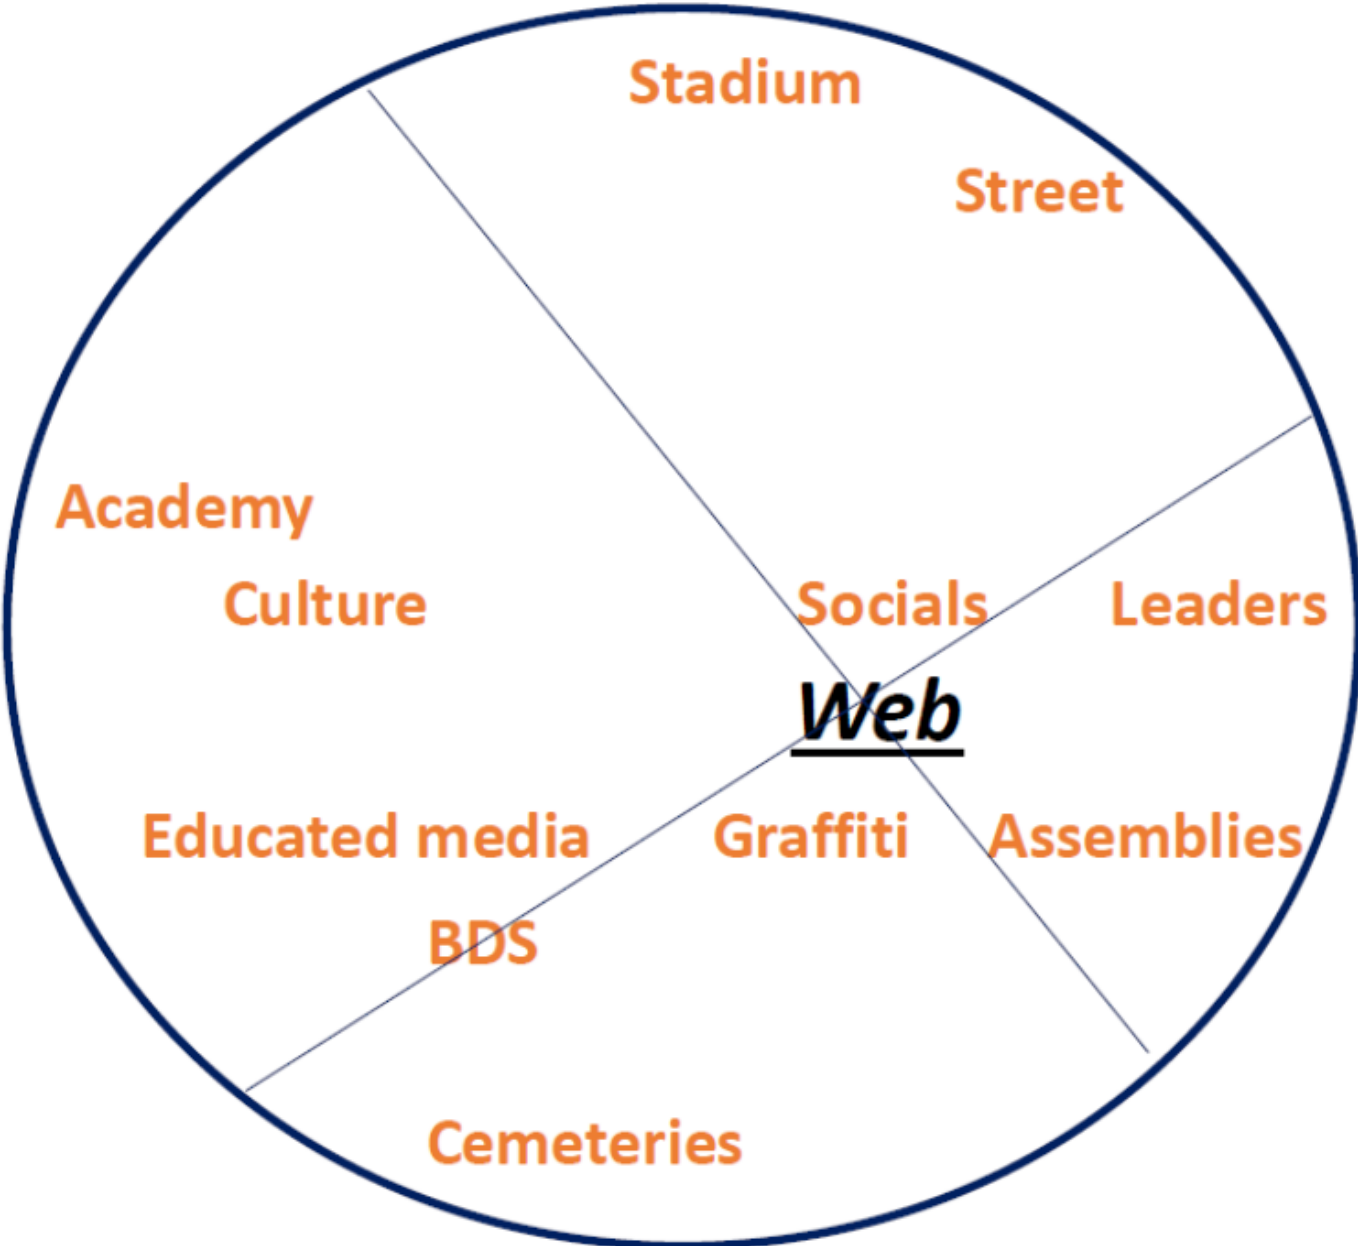 Stadium
Street
Academy
Culture
Socials
Leaders
Web
Educated media
Graffiti
Assemblies
BDS
Cemeteries